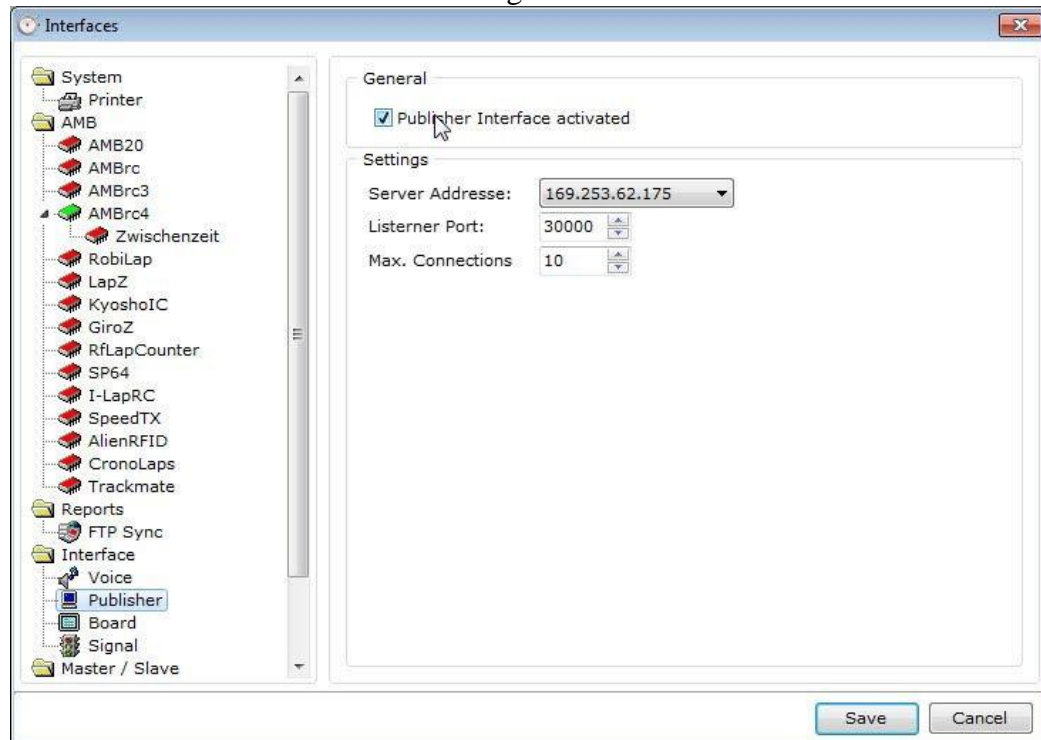 Interfaces
System
Printer
AMB
AMB20
AMBrc
AMBrc3
AMBrc4
Zwischenzeit
RobiLap
LapZ
KyoshoIC
GiroZ
RfLapCounter
SP64
I-LapRC
SpeedTX
AlienRFID
CronoLaps
Trackmate
Reports
FTP Sync
Interface
Voice
Publisher
Board
Signal
Master / Slave
General
Publisher Interface activated
Settings
Server Addresse: 169.253.62.175
Listerner Port: 30000
Max. Connections 10
Save Cancel